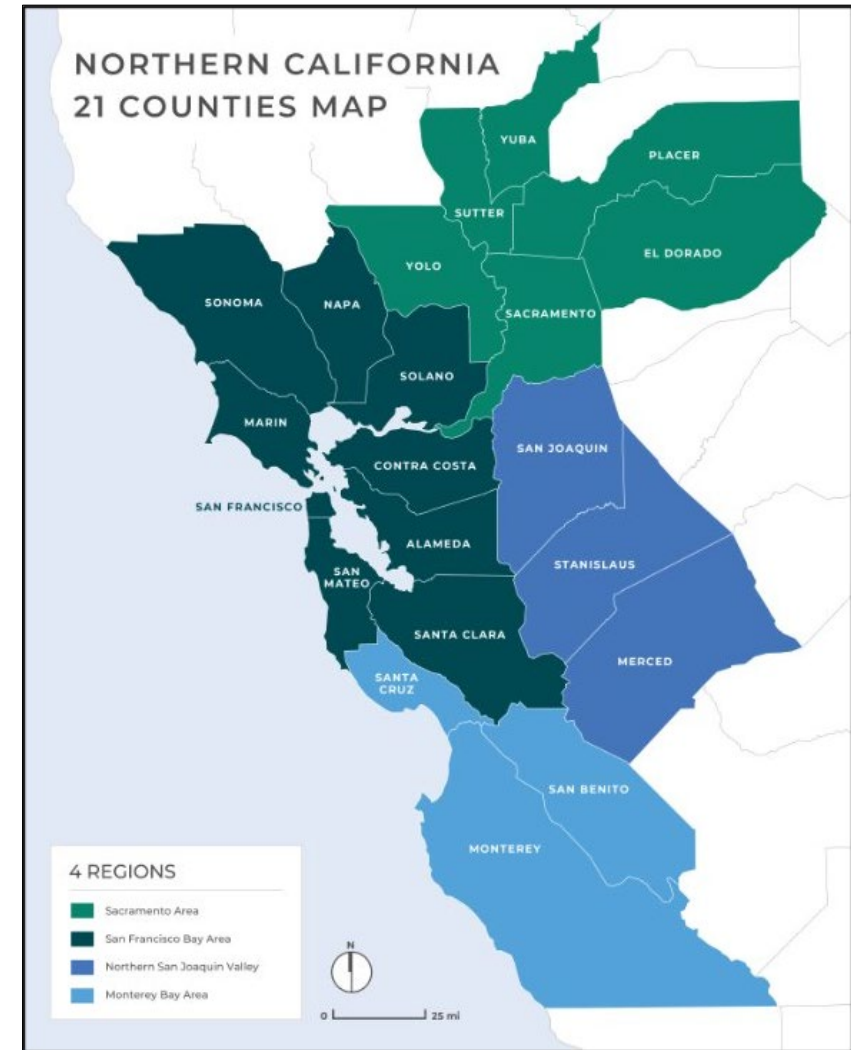 NORTHERN CALIFORNIA
21 COUNTIES MAP
YUBA
PLACER
SUTTER
EL DORADO
YOLO
SONOMA
NAPA
SACRAMENTO
SOLANO
MARIN
SAN JOAQUIN
CONTRA COSTA
SAN FRANCISCO
ALAMEDA
STANISLAUS
SAN
MATEO
SANTA CLARA
MERCED
SANTA
CRUZ
SAN BENITO
MONTEREY
4 REGIONS
Sacramento Area
San Francisco Bay Area
Northern San Joaquin Valley
Monterey Bay Area
N
0 25 mi